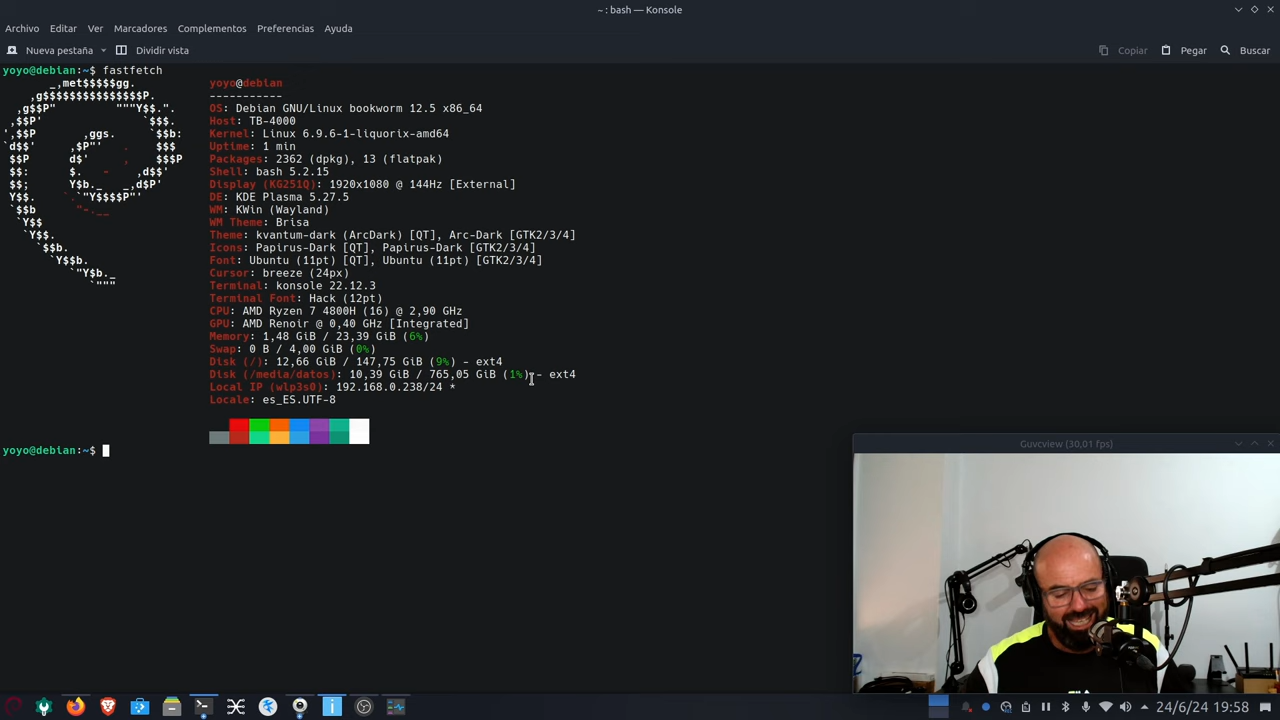 ~ : bash — Konsole
Archivo Editar Ver Marcadores Complementos Preferencias Ayuda
Nueva pestaña Dividir vista Copiar Pegar Buscar
yoyo@debian:~$ fastfetch
_,met$$$$$gg.
,g$$$$$$$$$$$$$$$P.
,g$$P" """Y$$.".
,$$P' `$$$.
',$$P ,ggs. `$$b:
`d$$' ,$P"' . $$$
$$P d$' , $$$P
$$: $. - ,d$$'
$$; Y$b._ _,d$P'
Y$$. `.`"Y$$$$P"'
`$$b "-.__
`Y$$
`Y$$.
`$$b.
`Y$$b.
`"Y$b._
`"""
yoyo@debian
-----------
OS: Debian GNU/Linux bookworm 12.5 x86_64
Host: TB-4000
Kernel: Linux 6.9.6-1-liquorix-amd64
Uptime: 1 min
Packages: 2362 (dpkg), 13 (flatpak)
Shell: bash 5.2.15
Display (KG251Q): 1920x1080 @ 144Hz [External]
DE: KDE Plasma 5.27.5
WM: KWin (Wayland)
WM Theme: Brisa
Theme: kvantum-dark (ArcDark) [QT], Arc-Dark [GTK2/3/4]
Icons: Papirus-Dark [QT], Papirus-Dark [GTK2/3/4]
Font: Ubuntu (11pt) [QT], Ubuntu (11pt) [GTK2/3/4]
Cursor: breeze (24px)
Terminal: konsole 22.12.3
Terminal Font: Hack (12pt)
CPU: AMD Ryzen 7 4800H (16) @ 2,90 GHz
GPU: AMD Renoir @ 0,40 GHz [Integrated]
Memory: 1,48 GiB / 23,39 GiB (6%)
Swap: 0 B / 4,00 GiB (0%)
Disk (/): 12,66 GiB / 147,75 GiB (9%) - ext4
Disk (/media/datos): 10,39 GiB / 765,05 GiB (1%) - ext4
Local IP (wlp3s0): 192.168.0.238/24 *
Locale: es_ES.UTF-8
yoyo@debian:~$
Guvcview (30,01 fps)
24/6/24 19:58